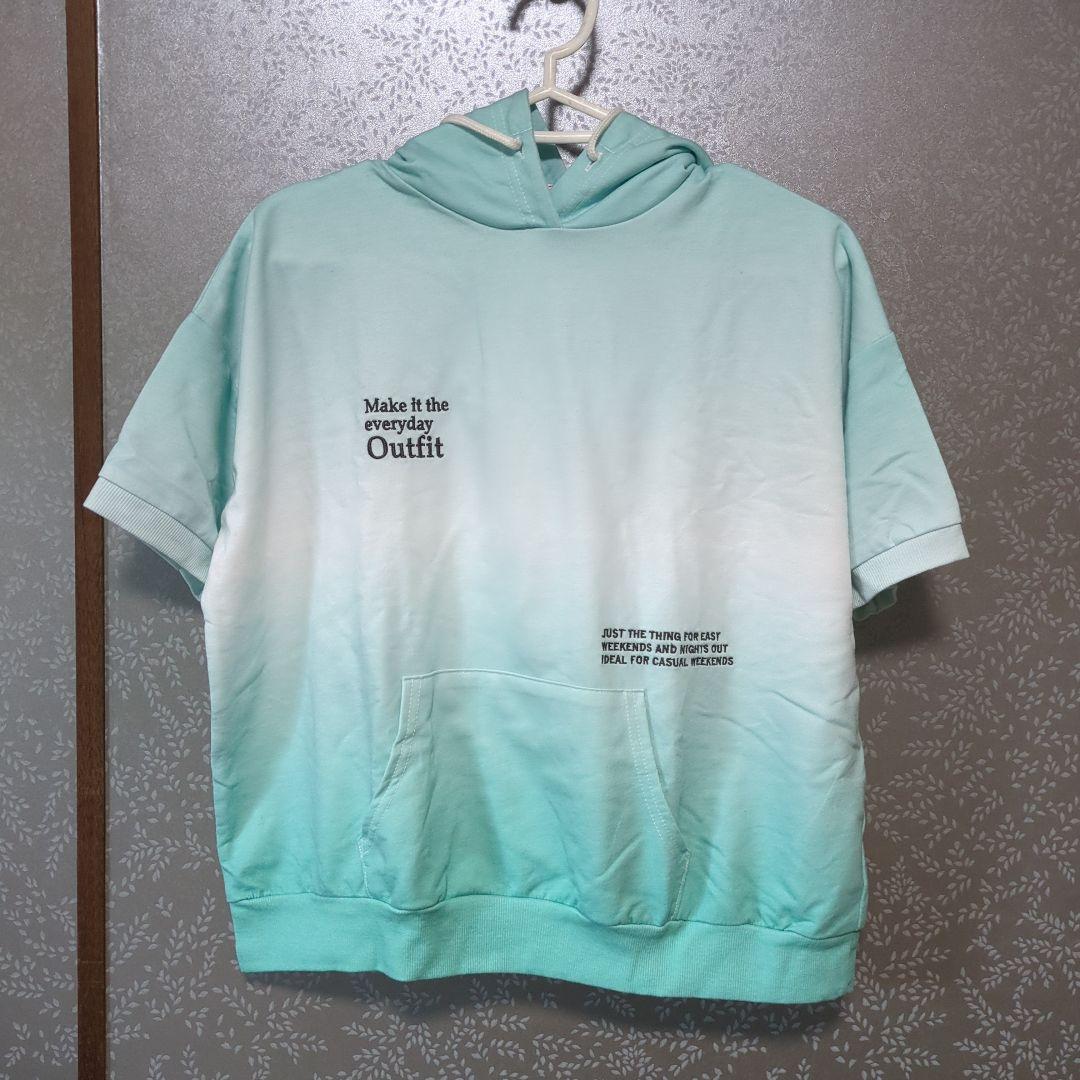 Make it the
everyday
Outfit
JUST THE THING FOR EASY
WEEKENDS AND NIGHTS OUT
IDEAL FOR CASUAL WEEKENDS